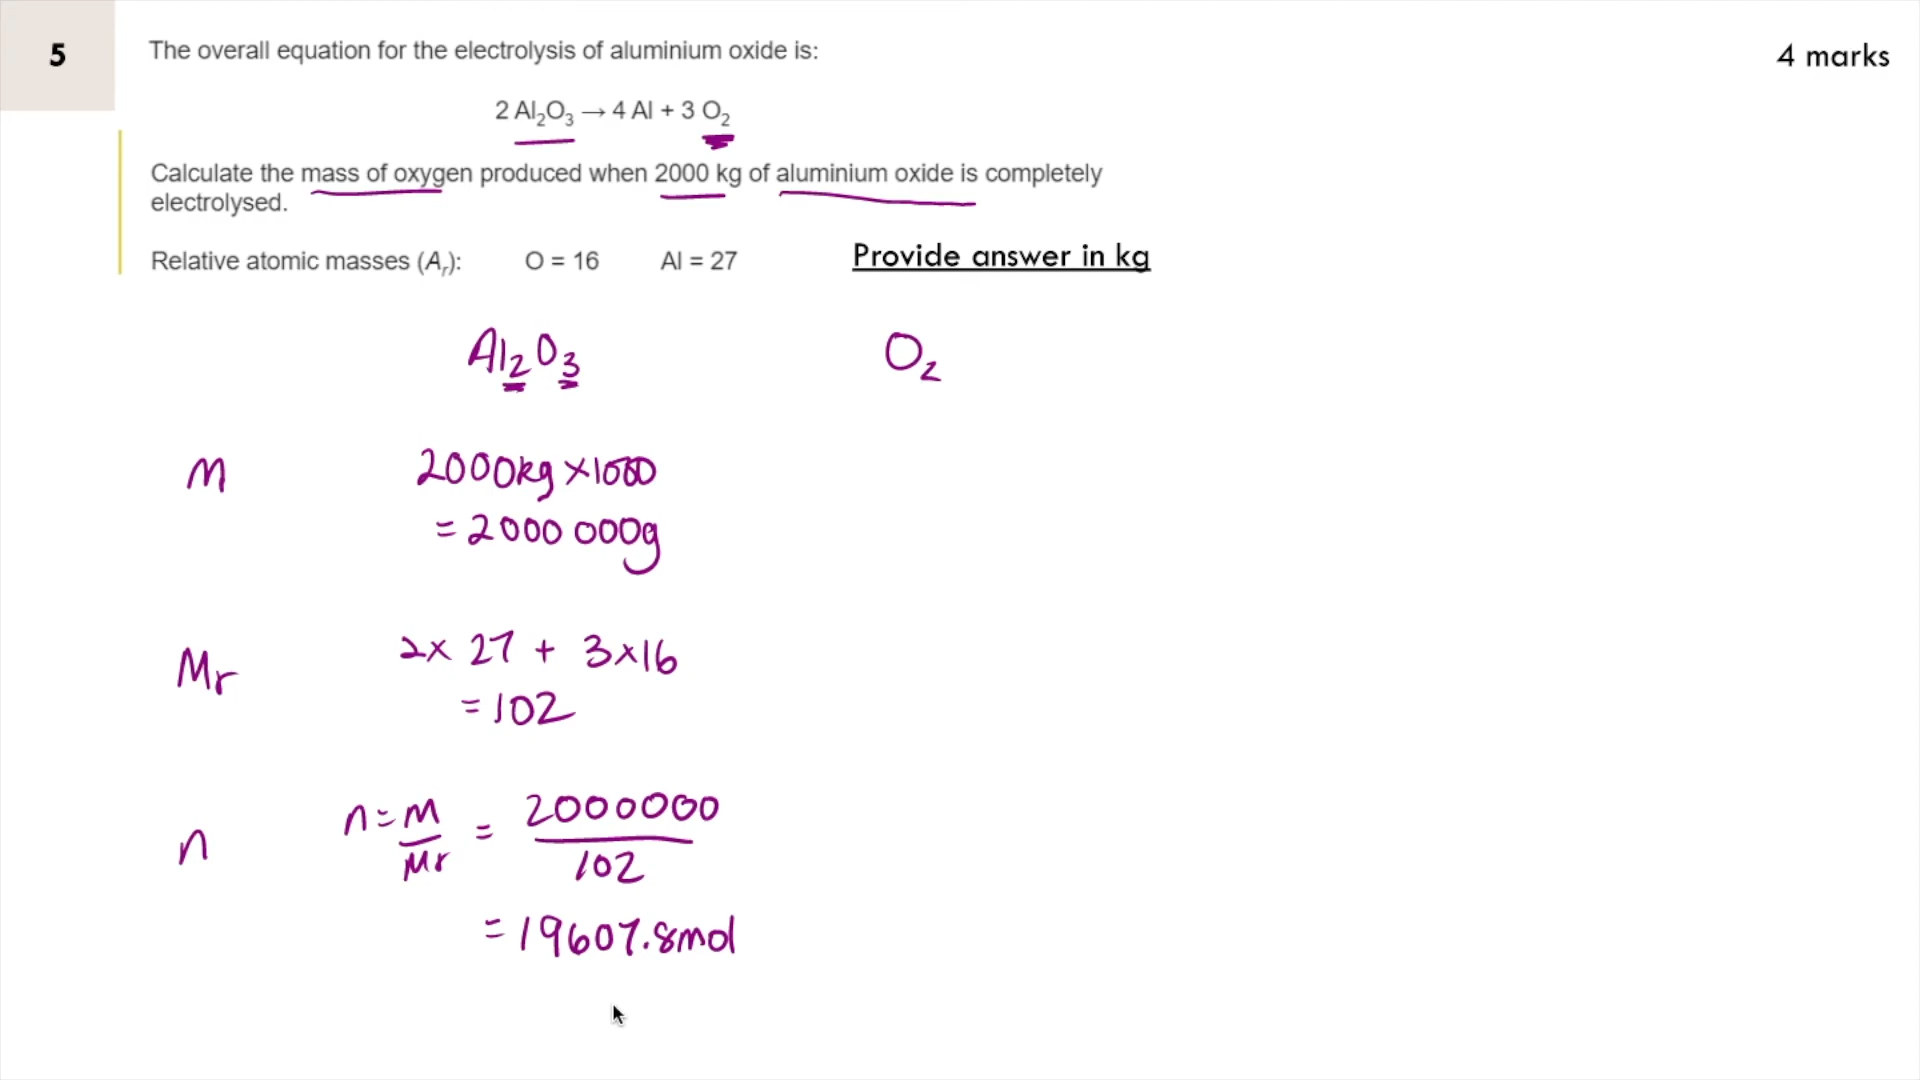 5
The overall equation for the electrolysis of aluminium oxide is:
4 marks
2 Al₂O₃ → 4 Al + 3 O₂
Calculate the mass of oxygen produced when 2000 kg of aluminium oxide is completely
electrolysed.
Relative atomic masses (Aᵣ): O = 16 Al = 27
Provide answer in kg
Al₂O₃ O₂
M 2000kg ×1000
= 2000 000g
Mr 2× 27 + 3×16
= 102
n n = M/Mr = 2000000/102
= 19607.8mol